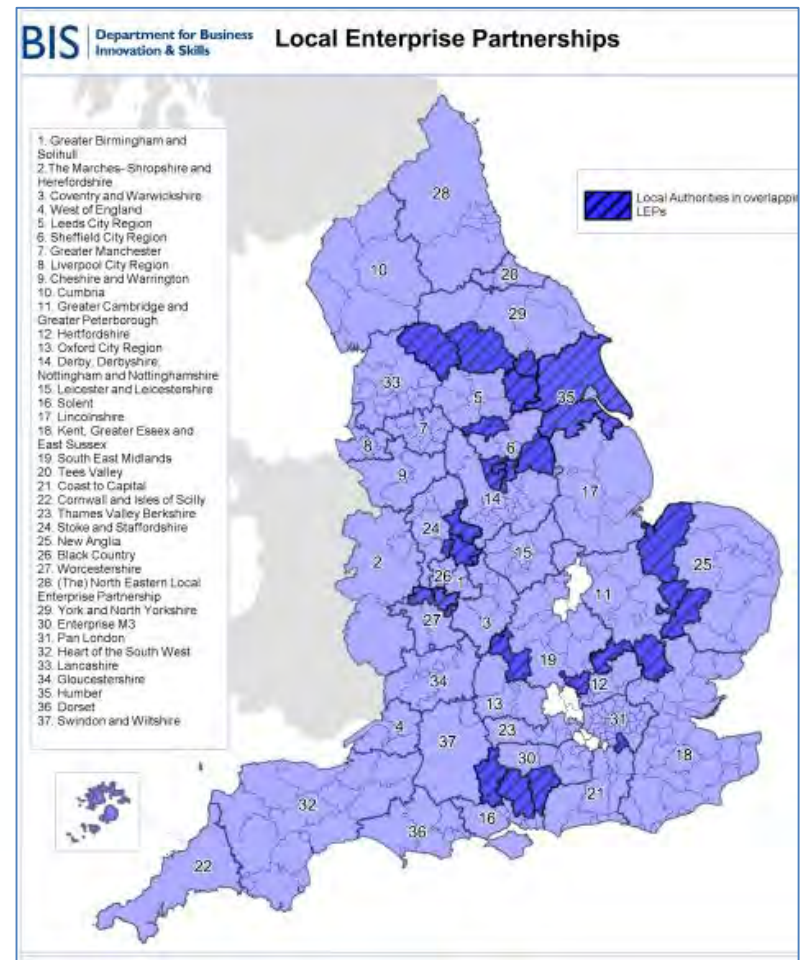 BIS Department for Business
Innovation & Skills
Local Enterprise Partnerships
1. Greater Birmingham and
Solihull
2.The Marches- Shropshire and
Herefordshire
3. Coventry and Warwickshire
4. West of England
5. Leeds City Region
6. Sheffield City Region
7. Greater Manchester
8. Liverpool City Region
9. Cheshire and Warrington
10. Cumbria
11. Greater Cambridge and
Greater Peterborough
12. Hertfordshire
13. Oxford City Region
14. Derby, Derbyshire,
Nottingham and Nottinghamshire
15. Leicester and Leicestershire
16. Solent
17. Lincolnshire
18. Kent, Greater Essex and
East Sussex
19. South East Midlands
20. Tees Valley
21. Coast to Capital
22. Cornwall and Isles of Scilly
23. Thames Valley Berkshire
24. Stoke and Staffordshire
25. New Anglia
26. Black Country
27. Worcestershire
28. (The) North Eastern Local
Enterprise Partnership
29. York and North Yorkshire
30. Enterprise M3
31. Pan London
32. Heart of the South West
33. Lancashire
34. Gloucestershire
35. Humber
36. Dorset
37. Swindon and Wiltshire
Local Authorities in overlappin
LEPs
28
10
28
29
33
5
35
7
8
6
9
14
17
24
2
15
25
26
1
11
27
3
19
12
34
13
31
4
23
37
30
18
21
32
16
36
22